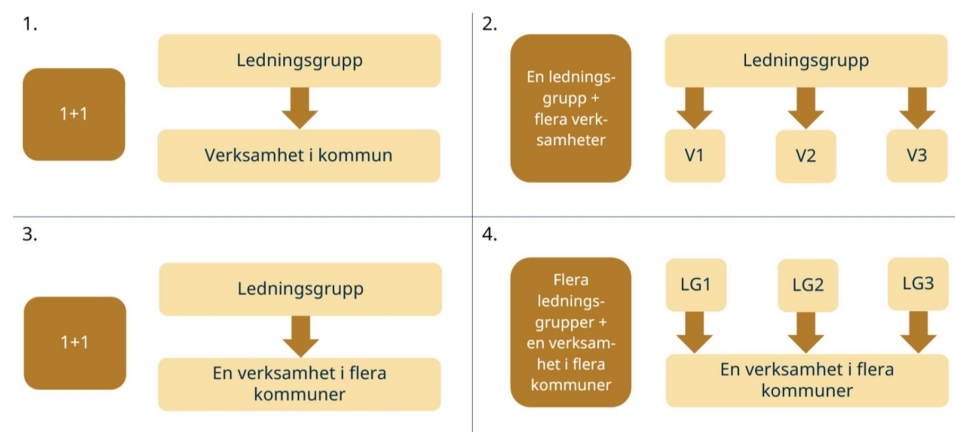 1.
1+1
Ledningsgrupp
Verksamhet i kommun
2.
En lednings-
grupp +
flera verk-
samheter
Ledningsgrupp
V1
V2
V3
3.
1+1
Ledningsgrupp
En verksamhet i flera
kommuner
4.
Flera
lednings-
grupper +
en verksam-
het i flera
kommuner
LG1
LG2
LG3
En verksamhet i flera
kommuner